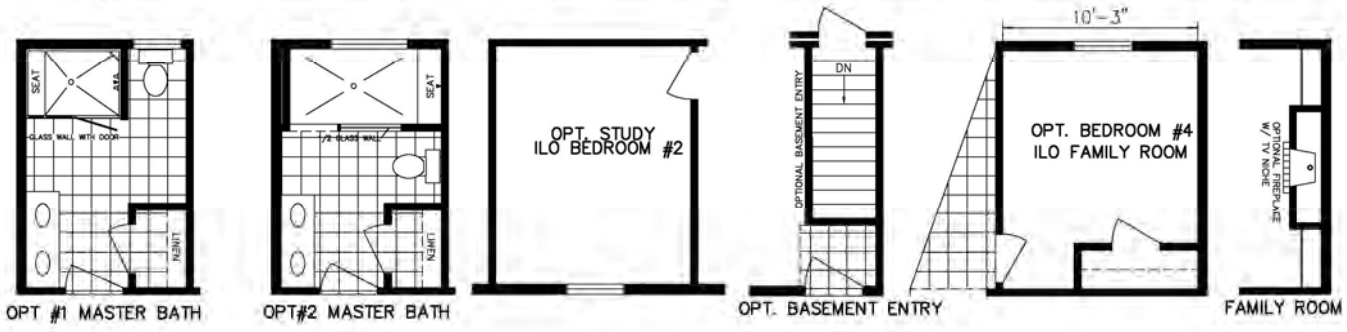 SEAT
GLASS WALL WITH DOOR
LINEN
OPT #1 MASTER BATH
SEAT
/2 GLASS WALL
LINEN
OPT#2 MASTER BATH
OPT. STUDY
ILO BEDROOM #2
DN
OPTIONAL BASEMENT ENTRY
OPT. BASEMENT ENTRY
10'-3"
OPT. BEDROOM #4
ILO FAMILY ROOM
OPTIONAL FIREPLACE
W/ TV NICHE
FAMILY ROOM